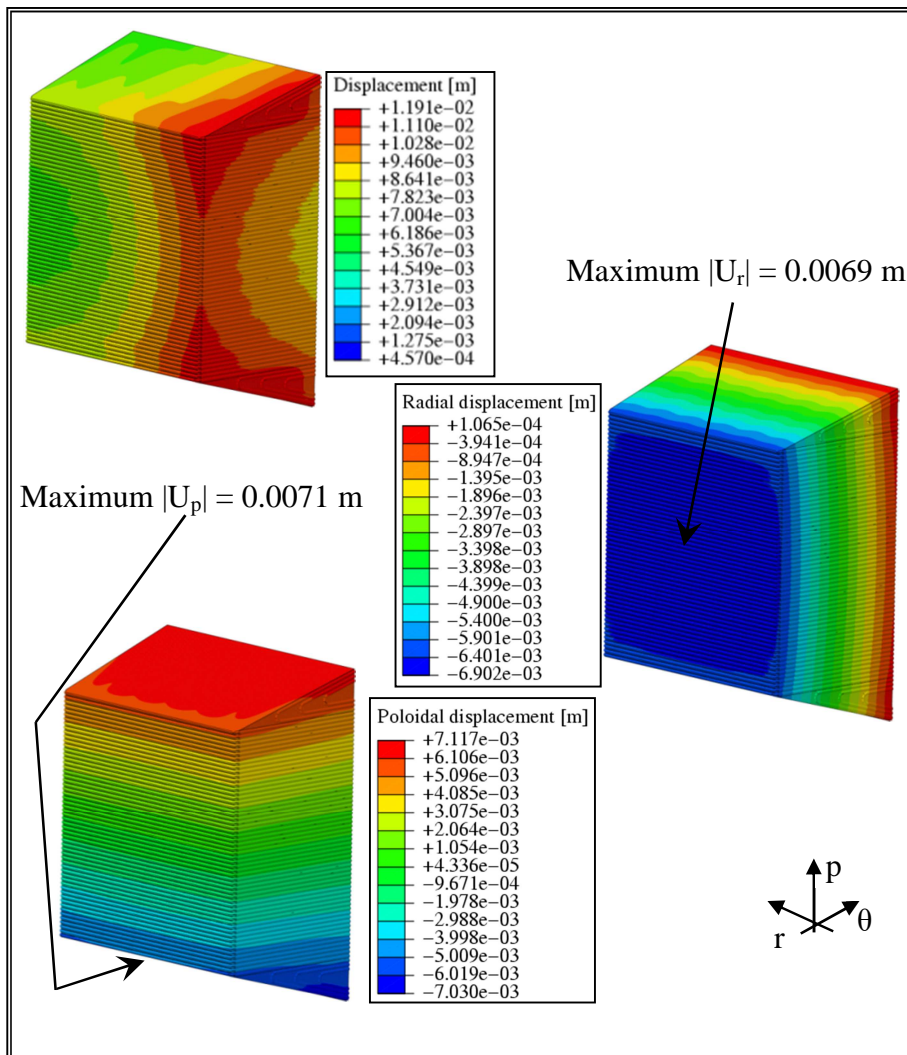 Displacement [m]
+1.191e−02
+1.110e−02
+1.028e−02
+9.460e−03
+8.641e−03
+7.823e−03
+7.004e−03
+6.186e−03
+5.367e−03
+4.549e−03
+3.731e−03
+2.912e−03
+2.094e−03
+1.275e−03
+4.570e−04
Maximum |Ur| = 0.0069 m
Radial displacement [m]
+1.065e−04
−3.941e−04
−8.947e−04
−1.395e−03
−1.896e−03
−2.397e−03
−2.897e−03
−3.398e−03
−3.898e−03
−4.399e−03
−4.900e−03
−5.400e−03
−5.901e−03
−6.401e−03
−6.902e−03
Maximum |Up| = 0.0071 m
Poloidal displacement [m]
+7.117e−03
+6.106e−03
+5.096e−03
+4.085e−03
+3.075e−03
+2.064e−03
+1.054e−03
+4.336e−05
−9.671e−04
−1.978e−03
−2.988e−03
−3.998e−03
−5.009e−03
−6.019e−03
−7.030e−03
p
r
θ